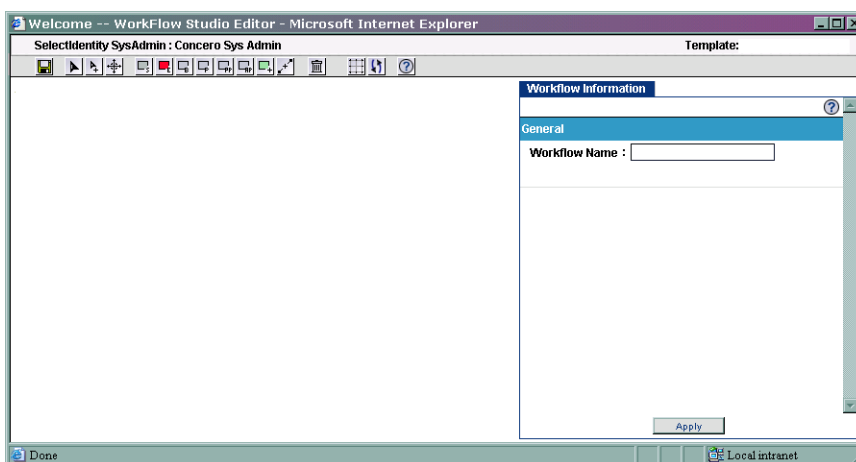 Welcome -- WorkFlow Studio Editor - Microsoft Internet Explorer
SelectIdentity SysAdmin : Concero Sys Admin Template:
Workflow Information
General
Workflow Name :
Apply
Done Local intranet